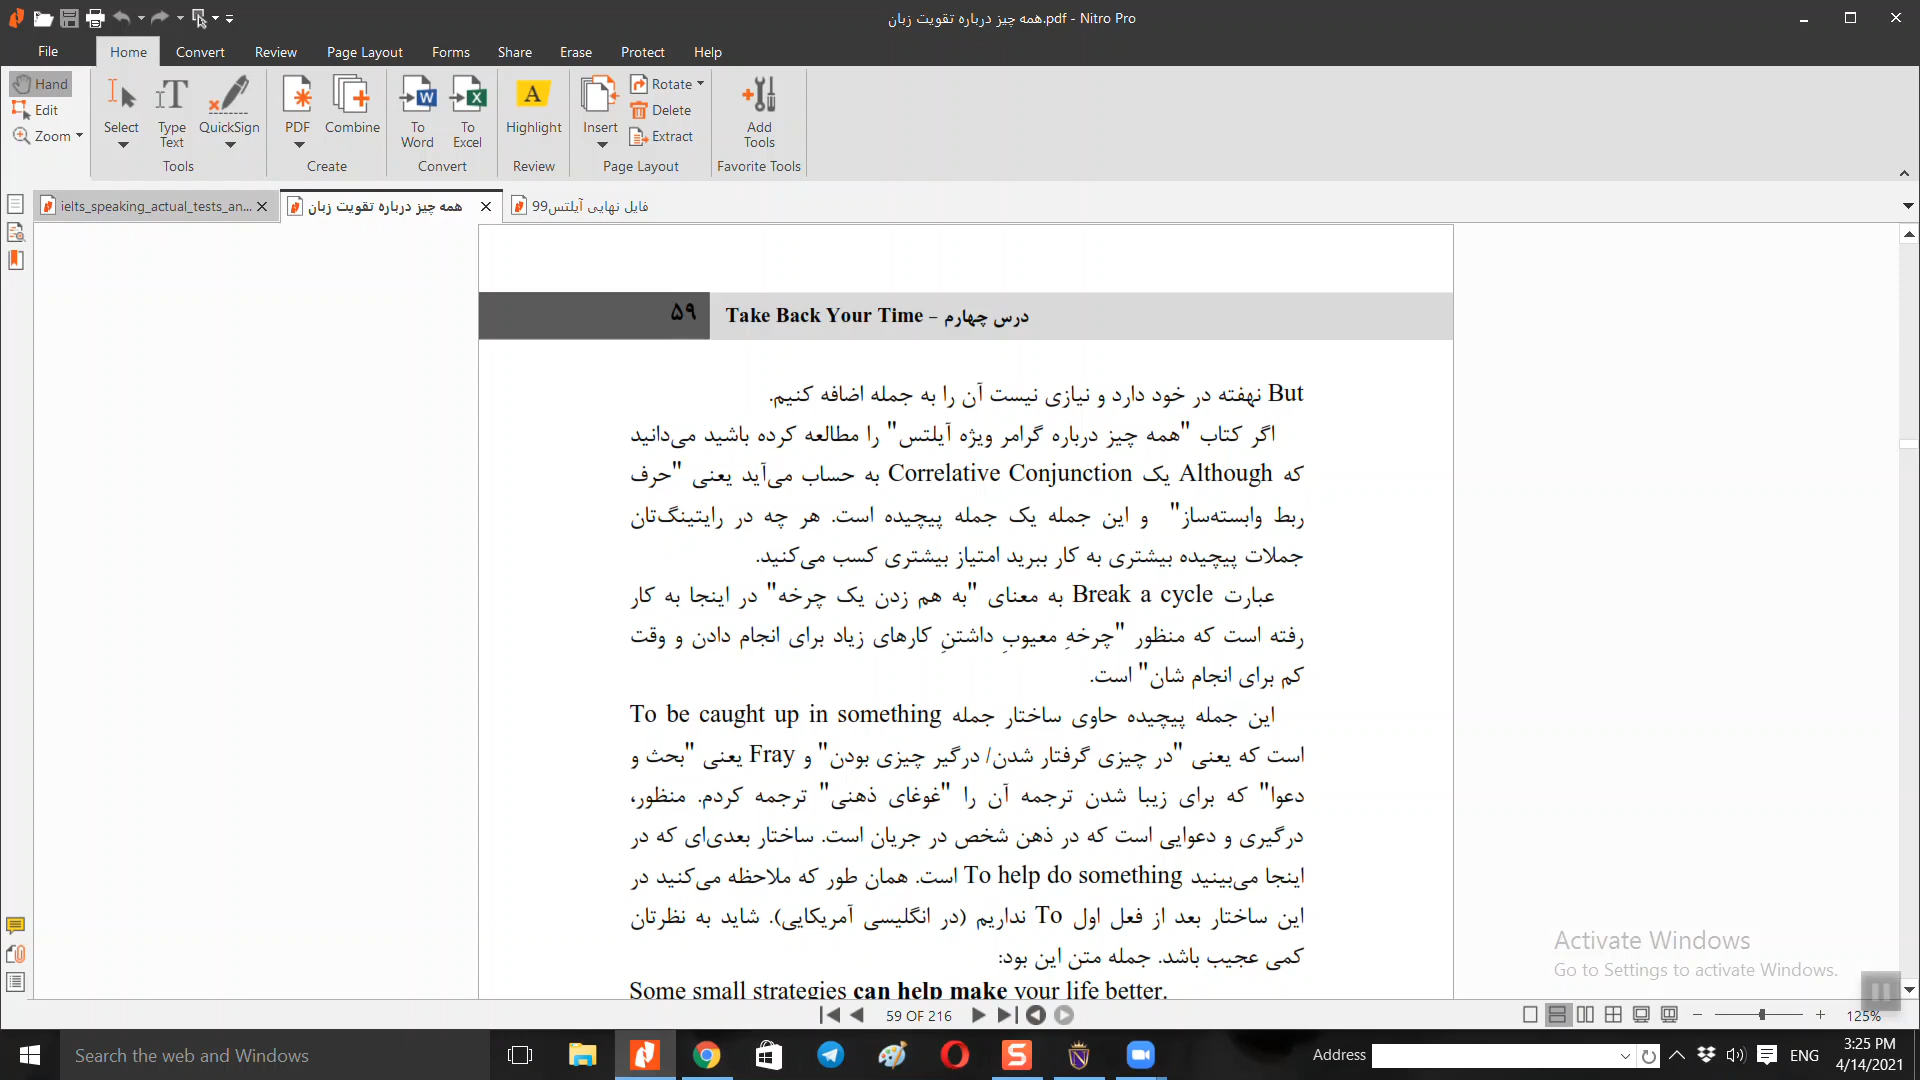 همه چیز درباره تقویت زبان.pdf - Nitro Pro
File Home Convert Review Page Layout Forms Share Erase Protect Help
Hand
Edit
Zoom
Select
Type Text
QuickSign
Tools
PDF
Combine
Create
To Word
To Excel
Convert
Highlight
Review
Insert
Rotate
Delete
Extract
Page Layout
Add Tools
Favorite Tools
ielts_speaking_actual_tests_an...
همه چیز درباره تقویت زبان
فایل نهایی آیلتس99
۵۹
درس چهارم – Take Back Your Time
But نهفته در خود دارد و نیازی نیست آن را به جمله اضافه کنیم.
اگر کتاب "همه چیز درباره گرامر ویژه آیلتس" را مطالعه کرده باشید می‌دانید
که Although یک Correlative Conjunction به حساب می‌آید یعنی "حرف
ربط وابسته‌ساز" و این جمله یک جمله پیچیده است. هر چه در رایتینگ‌تان
جملات پیچیده بیشتری به کار ببرید امتیاز بیشتری کسب می‌کنید.
عبارت Break a cycle به معنای "به هم زدن یک چرخه" در اینجا به کار
رفته است که منظور "چرخهِ معیوبِ داشتنِ کارهای زیاد برای انجام دادن و وقت
کم برای انجام شان" است.
این جمله پیچیده حاوی ساختار جمله To be caught up in something
است که یعنی "در چیزی گرفتار شدن/ درگیر چیزی بودن" و Fray یعنی "بحث و
دعوا" که برای زیبا شدن ترجمه آن را "غوغای ذهنی" ترجمه کردم. منظور،
درگیری و دعوایی است که در ذهن شخص در جریان است. ساختار بعدی‌ای که در
اینجا می‌بینید To help do something است. همان طور که ملاحظه می‌کنید در
این ساختار بعد از فعل اول To نداریم (در انگلیسی آمریکایی). شاید به نظرتان
کمی عجیب باشد. جمله متن این بود:
Some small strategies can help make your life better.
Activate Windows
Go to Settings to activate Windows.
59 OF 216
125%
Search the web and Windows
Address
ENG
3:25 PM
4/14/2021